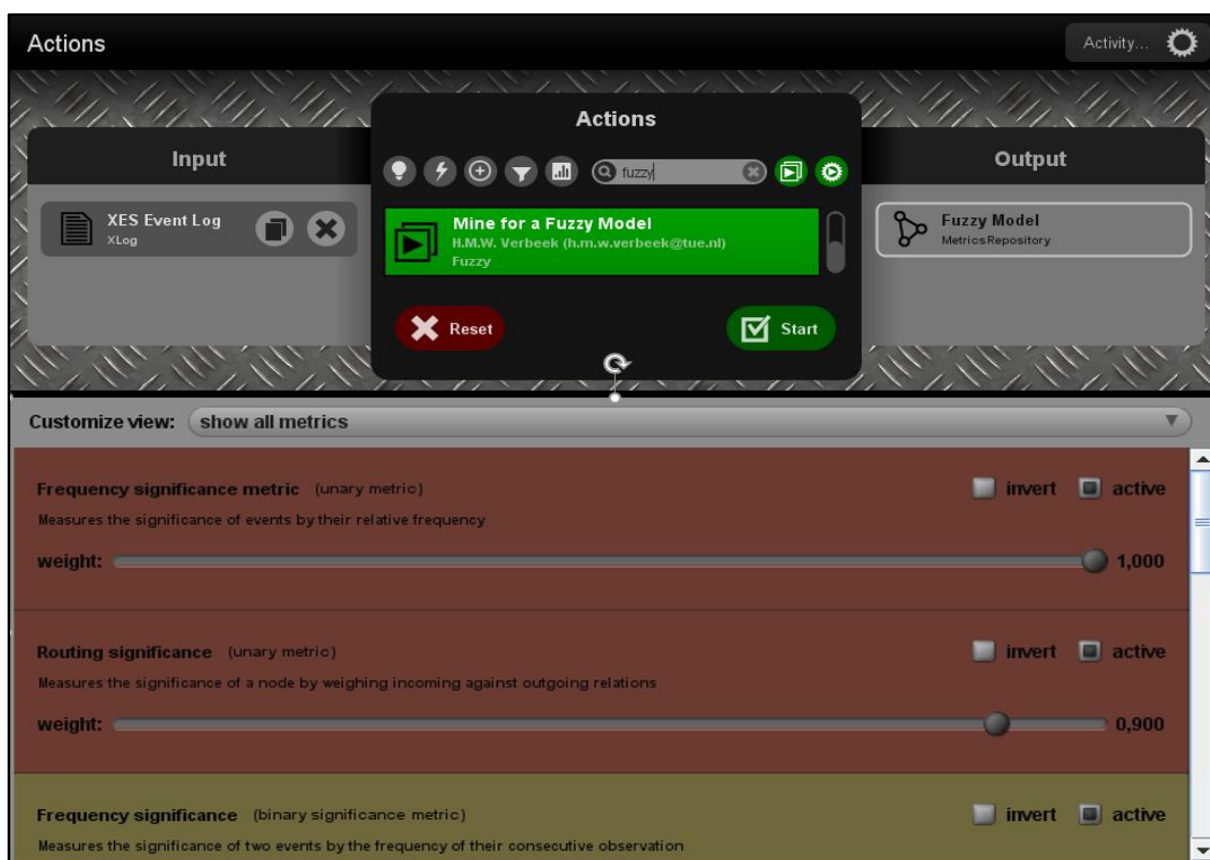 Actions
Activity...
Actions
Input
Output
fuzzy
XES Event Log
XLog
Mine for a Fuzzy Model
H.M.W. Verbeek (h.m.w.verbeek@tue.nl)
Fuzzy
Fuzzy Model
MetricsRepository
Reset
Start
Customize view: show all metrics
Frequency significance metric (unary metric) invert active
Measures the significance of events by their relative frequency
weight: 1,000
Routing significance (unary metric) invert active
Measures the significance of a node by weighing incoming against outgoing relations
weight: 0,900
Frequency significance (binary significance metric) invert active
Measures the significance of two events by the frequency of their consecutive observation